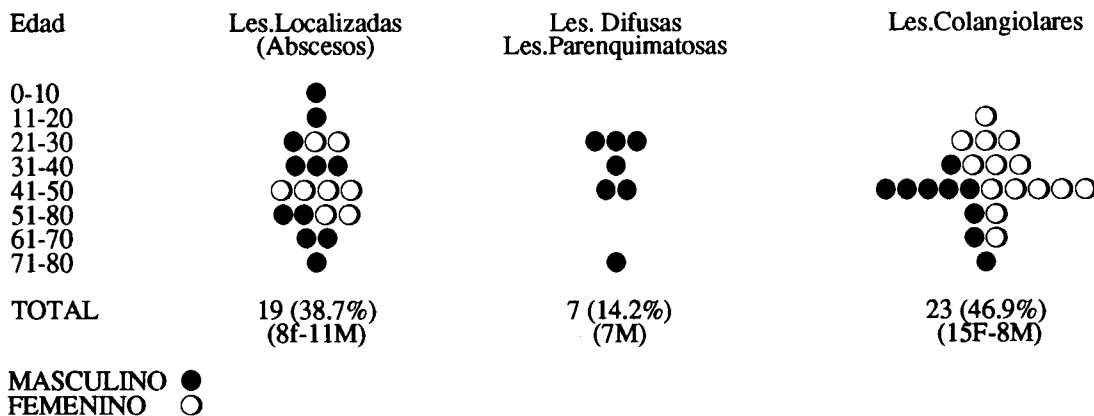 Edad Les.Localizadas Les. Difusas Les.Colangiolares
(Abscesos) Les.Parenquimatosas
0-10
11-20
21-30
31-40
41-50
51-80
61-70
71-80
TOTAL 19 (38.7%) 7 (14.2%) 23 (46.9%)
(8f-11M) (7M) (15F-8M)
MASCULINO
FEMENINO